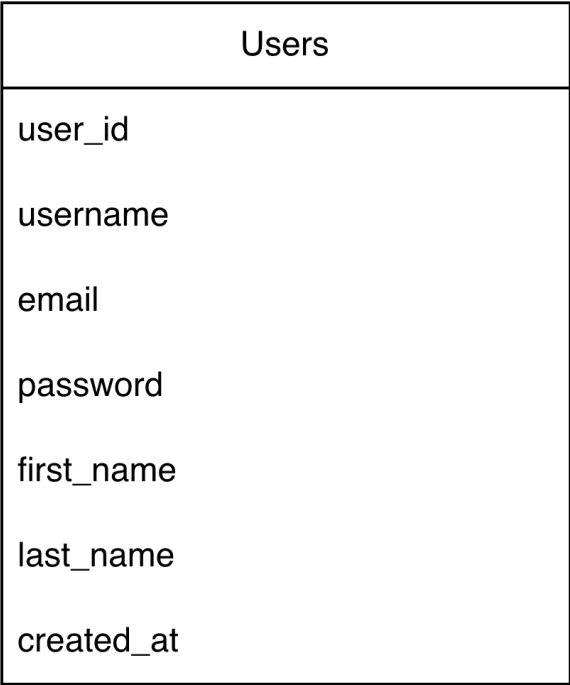 Users
user_id
username
email
password
first_name
last_name
created_at